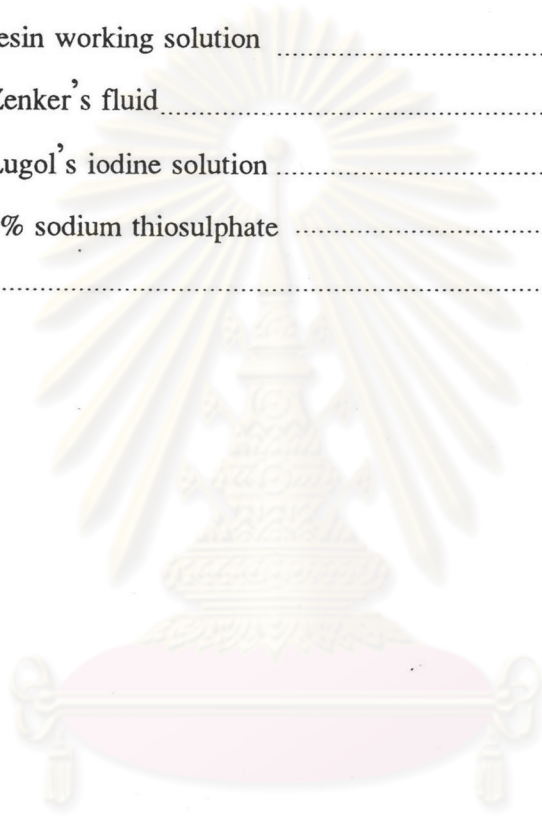 esin working solution ........................................
Zenker's fluid........................................
Lugol's iodine solution ........................................
% sodium thiosulphate ........................................
........................................